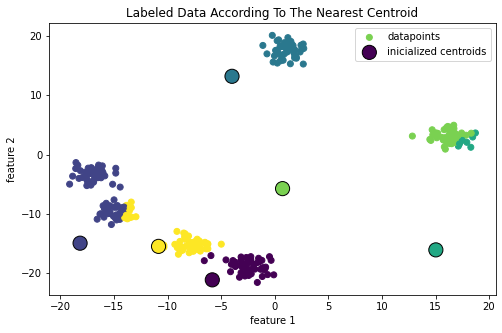 Labeled Data According To The Nearest Centroid
datapoints
inicialized centroids
feature 2
20
10
0
−10
−20
−20
−15
−10
−5
0
5
10
15
20
feature 1